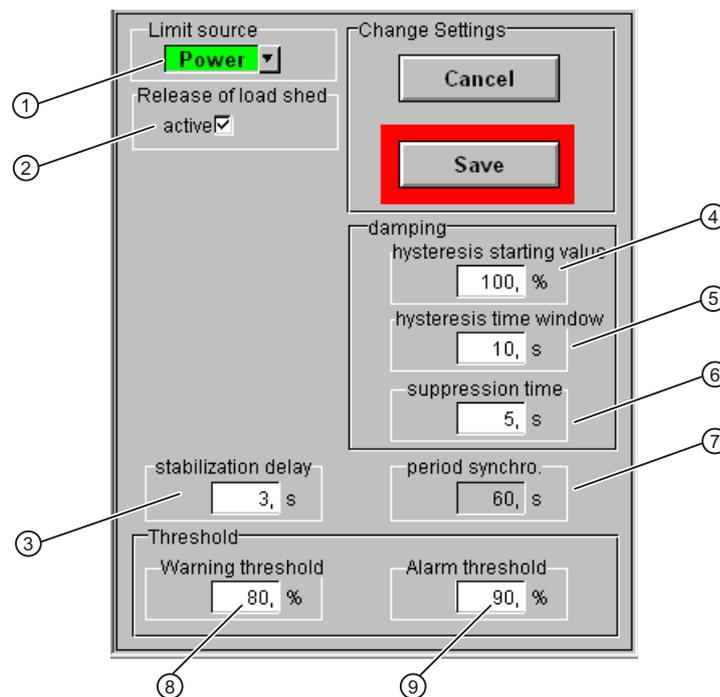 Limit source
Power
Change Settings
Cancel
Save
Release of load shed
active
damping
hysteresis starting value
100, %
hysteresis time window
10, s
suppression time
5, s
stabilization delay
3, s
period synchro.
60, s
Threshold
Warning threshold
80, %
Alarm threshold
90, %
1
2
3
4
5
6
7
8
9